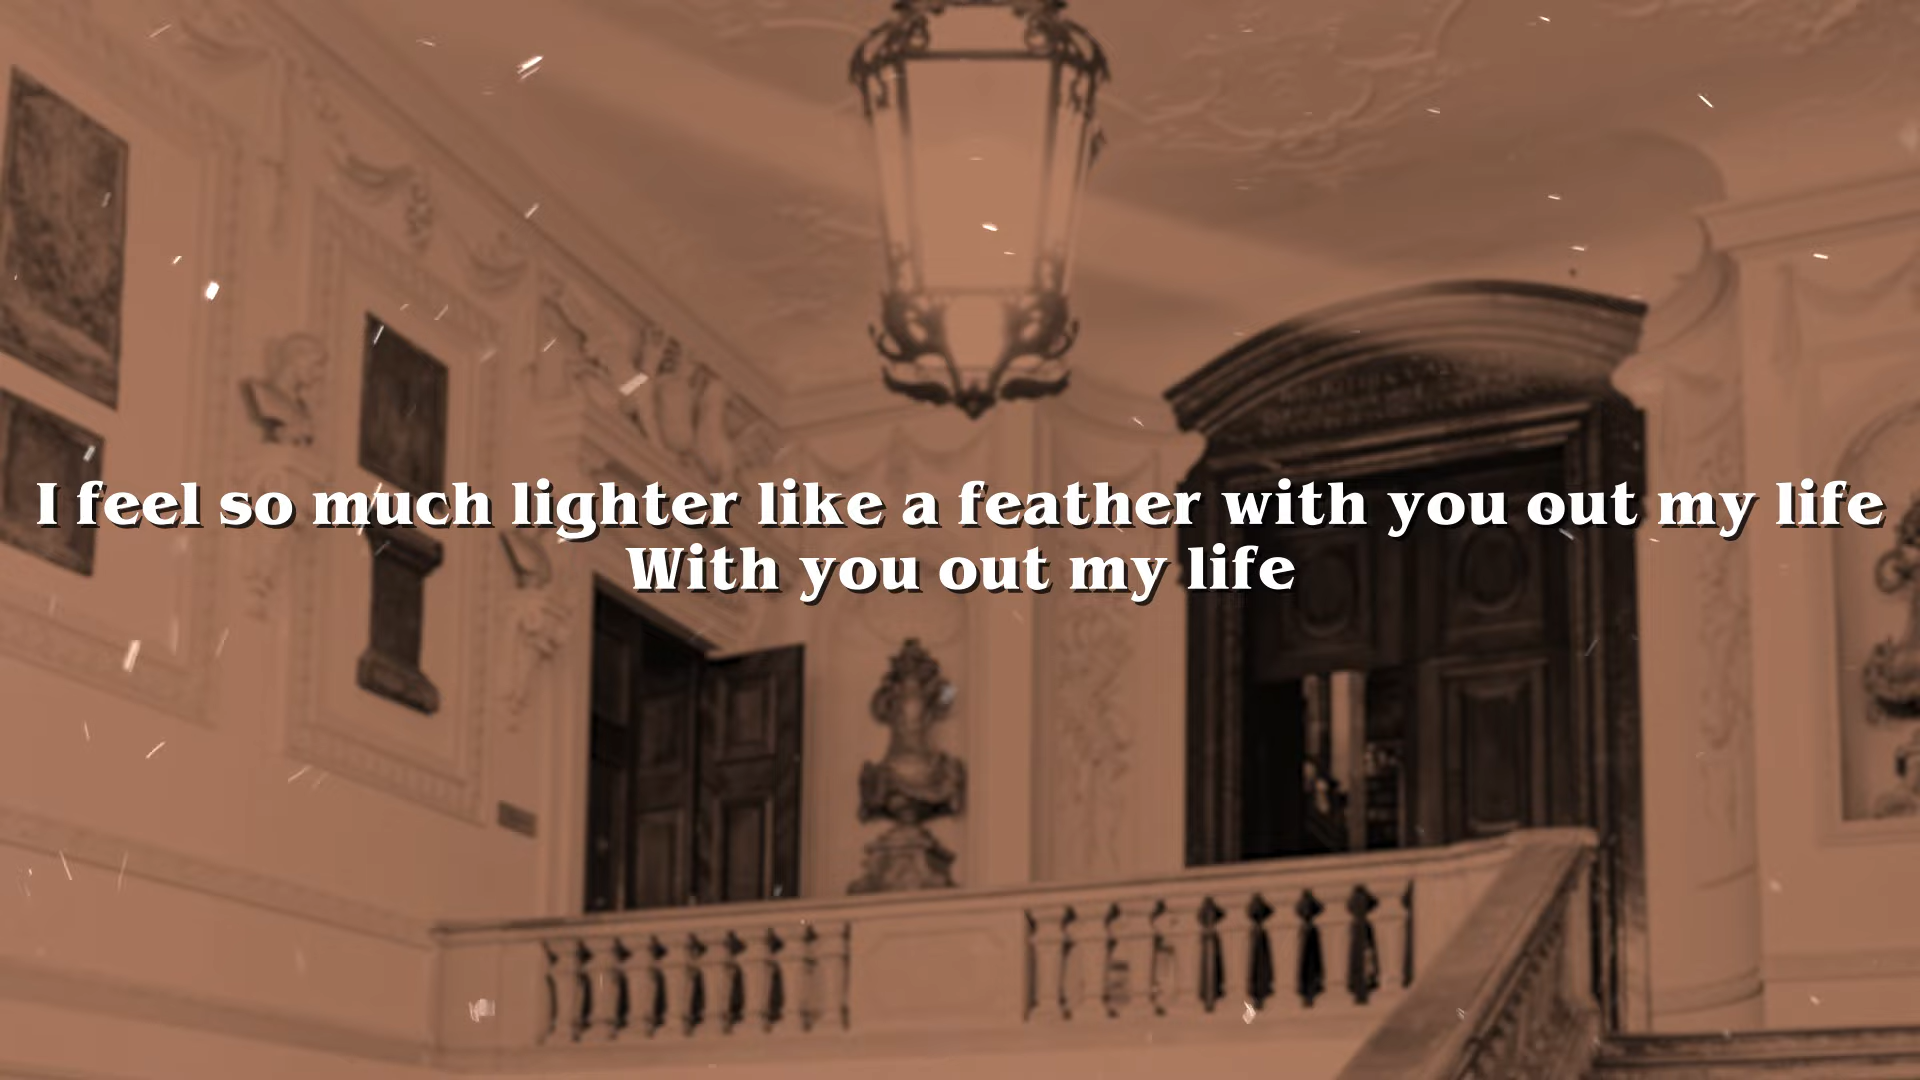 I feel so much lighter like a feather with you out my life
With you out my life